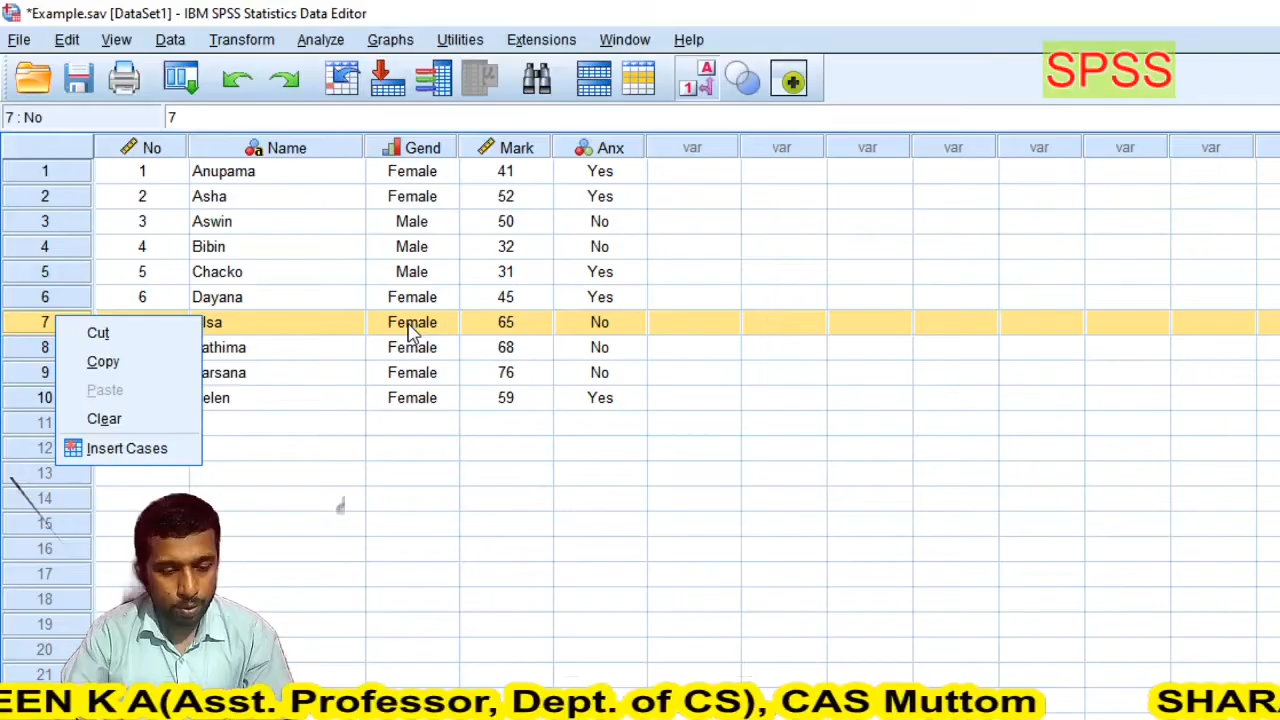 *Example.sav [DataSet1] - IBM SPSS Statistics Data Editor
File Edit View Data Transform Analyze Graphs Utilities Extensions Window Help
SPSS
7 : No 7
No Name Gend Mark Anx var var var var var var var
1 1 Anupama Female 41 Yes
2 2 Asha Female 52 Yes
3 3 Aswin Male 50 No
4 4 Bibin Male 32 No
5 5 Chacko Male 31 Yes
6 6 Dayana Female 45 Yes
7 lsa Female 65 No
8 athima Female 68 No
9 arsana Female 76 No
10 elen Female 59 Yes
11
12
13
14
15
16
17
18
19
20
21
Cut
Copy
Paste
Clear
Insert Cases
EEN K A(Asst. Professor, Dept. of CS), CAS Muttom SHARA